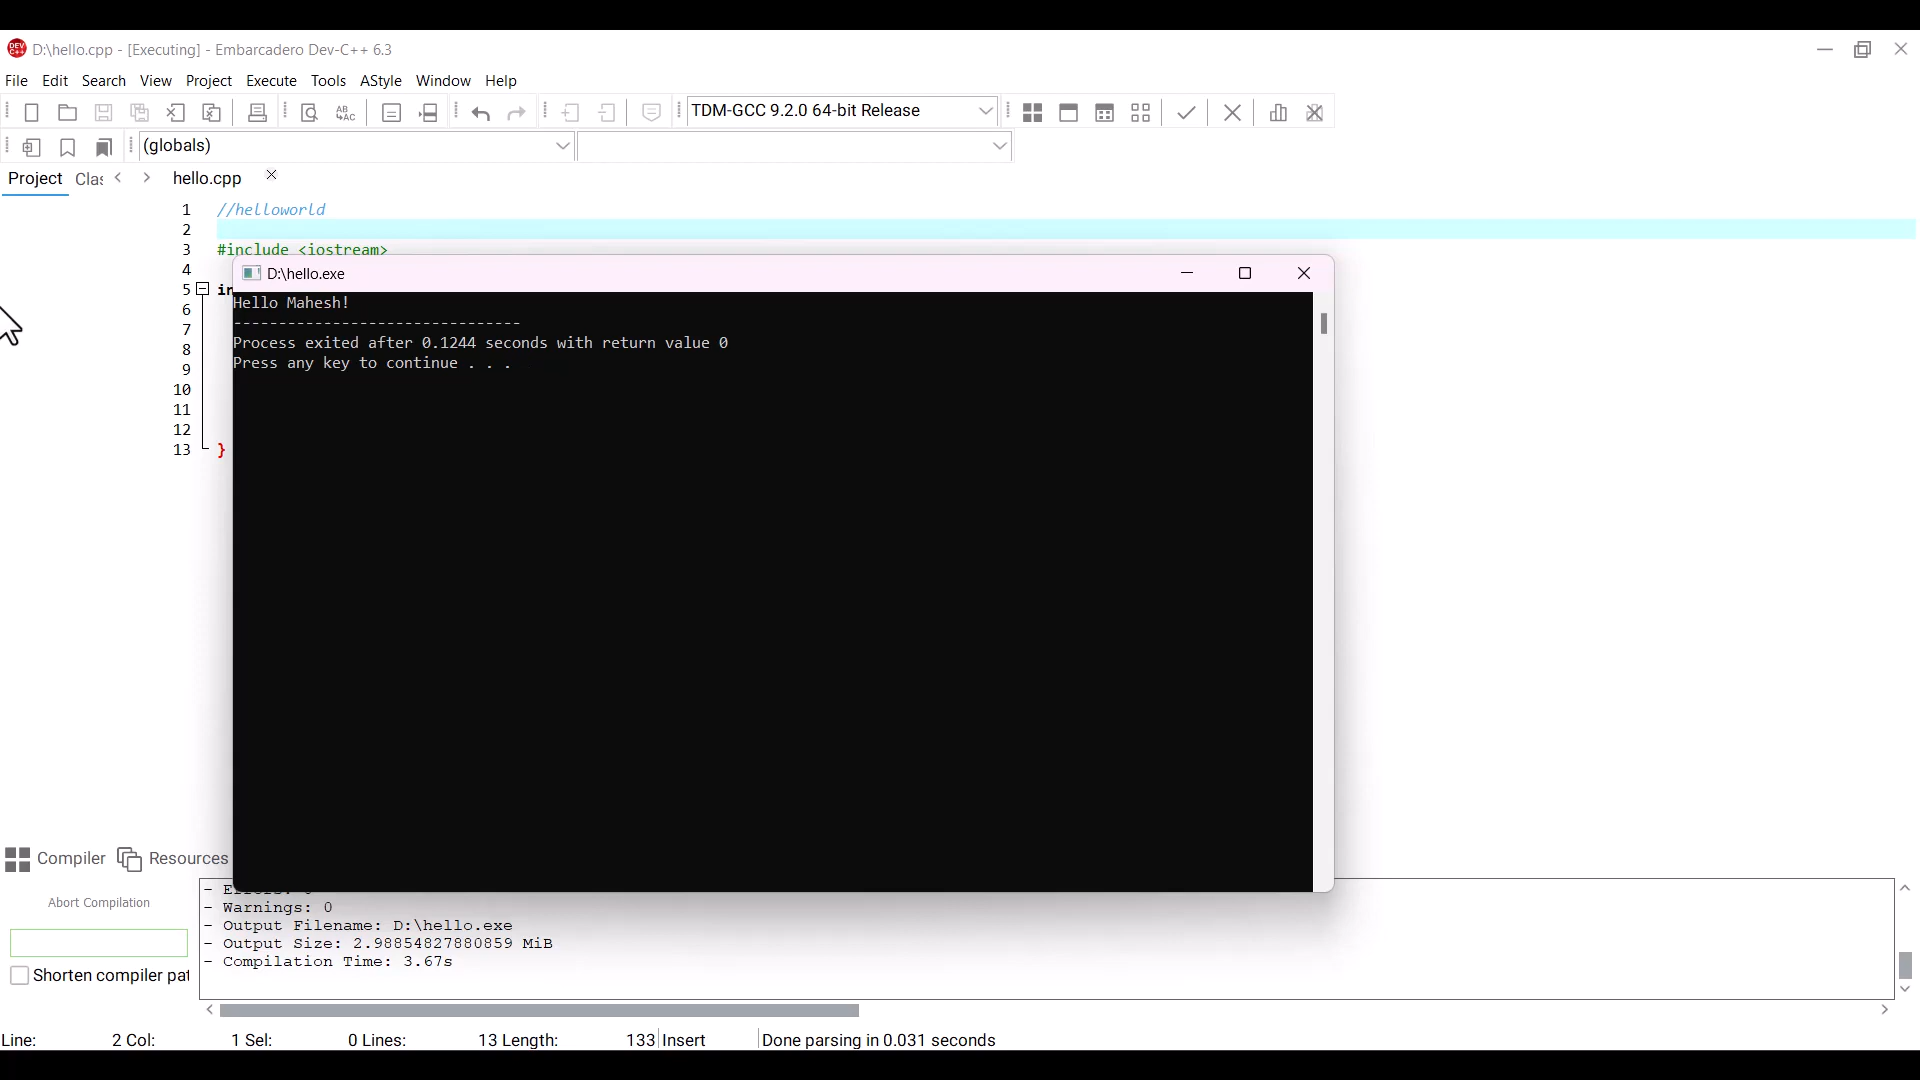 D:\hello.cpp - [Executing] - Embarcadero Dev-C++ 6.3
File Edit Search View Project Execute Tools AStyle Window Help
TDM-GCC 9.2.0 64-bit Release
(globals)
Project Clas hello.cpp
1 //helloworld
2
3 #include <iostream>
4
5 in
6
7
8
9
10
11
12
13 }
D:\hello.exe
Hello Mahesh!
--------------------------------
Process exited after 0.1244 seconds with return value 0
Press any key to continue . . .
Compiler Resources
Abort Compilation
Shorten compiler pat
- Errors: 0
- Warnings: 0
- Output Filename: D:\hello.exe
- Output Size: 2.98854827880859 MiB
- Compilation Time: 3.67s
Line: 2 Col: 1 Sel: 0 Lines: 13 Length: 133 Insert Done parsing in 0.031 seconds